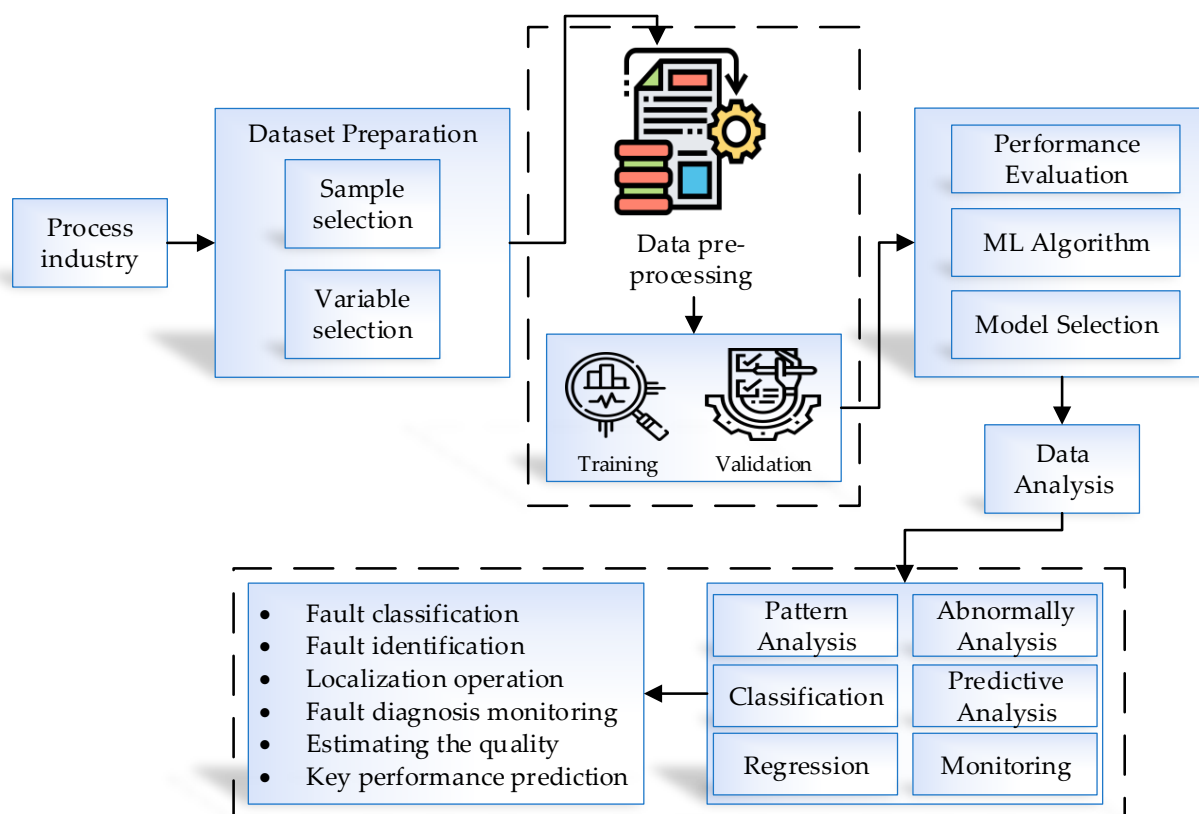 Process
industry
Dataset Preparation
Sample
selection
Variable
selection
Data pre-
processing
Training
Validation
Performance
Evaluation
ML Algorithm
Model Selection
Data
Analysis
Pattern
Analysis
Abnormally
Analysis
Classification
Predictive
Analysis
Regression
Monitoring
• Fault classification
• Fault identification
• Localization operation
• Fault diagnosis monitoring
• Estimating the quality
• Key performance prediction